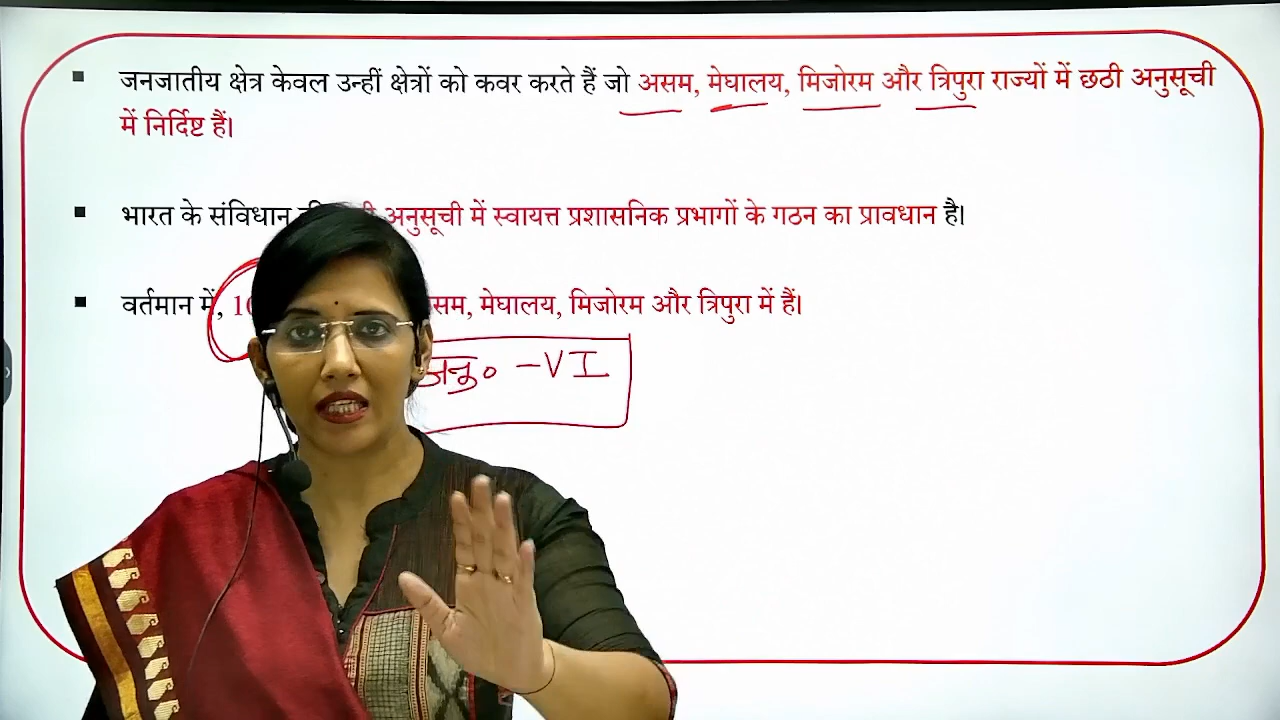 जनजातीय क्षेत्र केवल उन्हीं क्षेत्रों को कवर करते हैं जो असम, मेघालय, मिजोरम और त्रिपुरा राज्यों में छठी अनुसूची
में निर्दिष्ट हैं।
भारत के संविधान अनुसूची में स्वायत्त प्रशासनिक प्रभागों के गठन का प्रावधान है।
वर्तमान में, मेघालय, मिजोरम और त्रिपुरा में हैं।
अनु० -VI